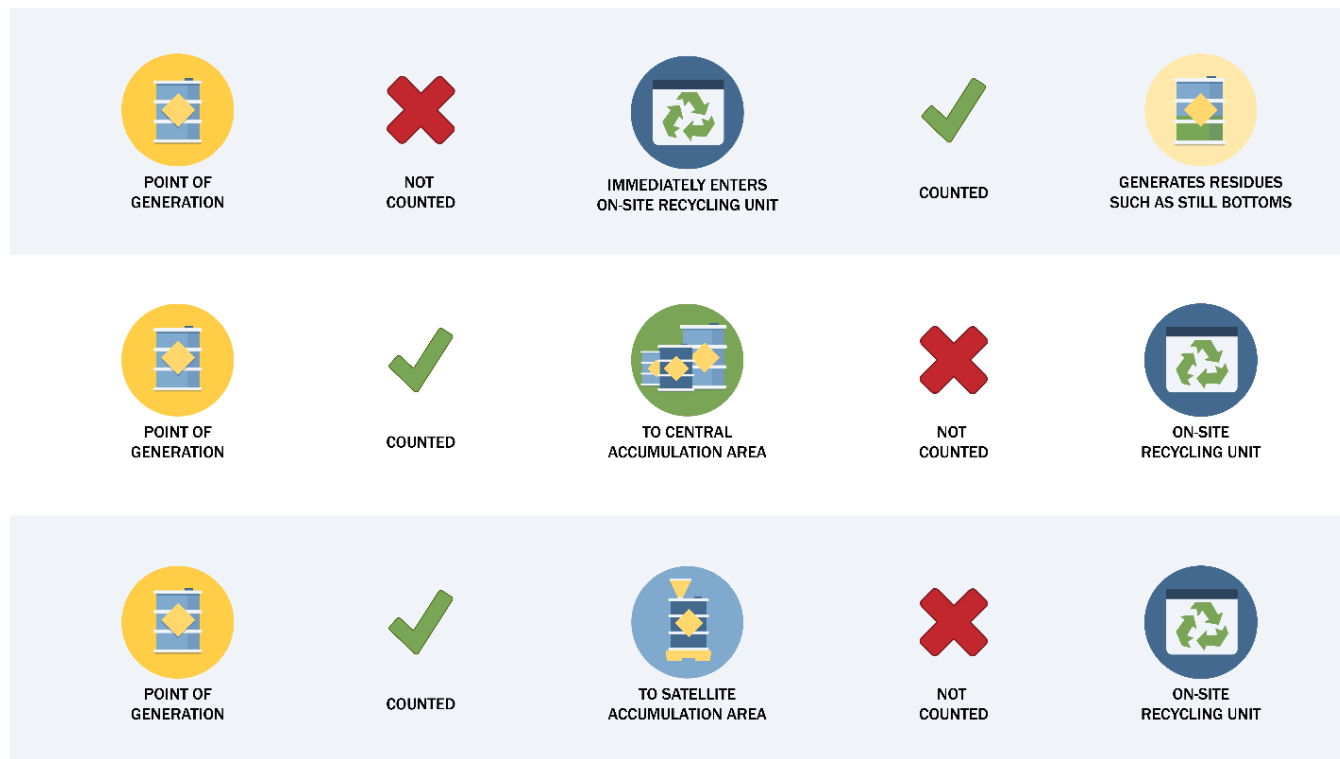 POINT OF
GENERATION
NOT
COUNTED
IMMEDIATELY ENTERS
ON-SITE RECYCLING UNIT
COUNTED
GENERATES RESIDUES
SUCH AS STILL BOTTOMS
POINT OF
GENERATION
COUNTED
TO CENTRAL
ACCUMULATION AREA
NOT
COUNTED
ON-SITE
RECYCLING UNIT
POINT OF
GENERATION
COUNTED
TO SATELLITE
ACCUMULATION AREA
NOT
COUNTED
ON-SITE
RECYCLING UNIT